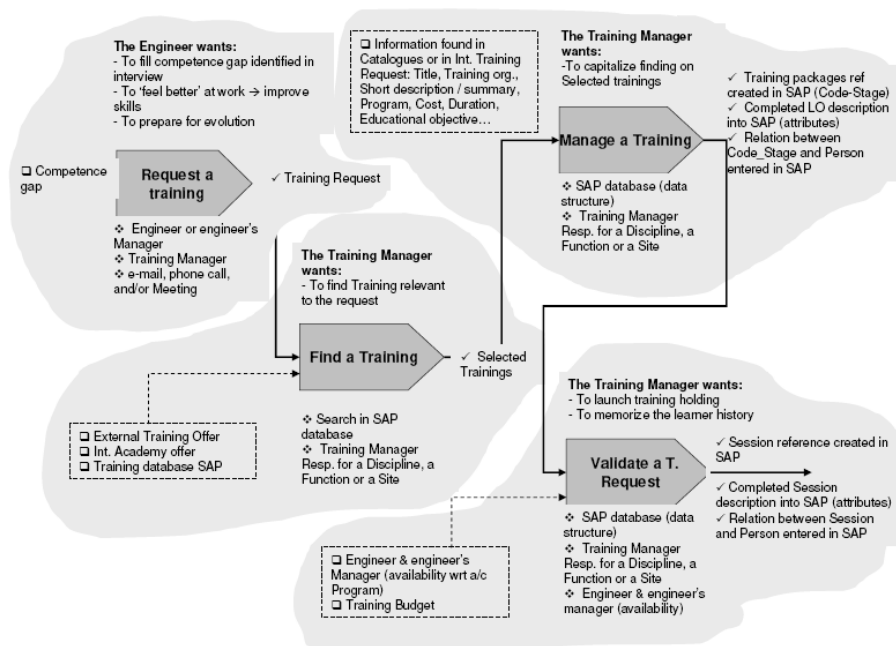 The Engineer wants:
- To fill competence gap identified in
interview
- To ‘feel better’ at work → improve
skills
- To prepare for evolution
❑ Competence
gap
Request a
training
✓ Training Request
❖ Engineer or engineer's
Manager
❖ Training Manager
❖ e-mail, phone call,
and/or Meeting
❑ Information found in
Catalogues or in Int. Training
Request: Title, Training org.,
Short description / summary,
Program, Cost, Duration,
Educational objective…
The Training Manager
wants:
-To capitalize finding on
Selected trainings
Manage a Training
✓ Training packages ref
created in SAP (Code-Stage)
✓ Completed LO description
into SAP (attributes)
✓ Relation between
Code_Stage and Person
entered in SAP
❖ SAP database (data
structure)
❖ Training Manager
Resp. for a Discipline, a
Function or a Site
The Training Manager
wants:
- To find Training relevant
to the request
Find a Training
✓ Selected
Trainings
❑ External Training Offer
❑ Int. Academy offer
❑ Training database SAP
❖ Search in SAP
database
❖ Training Manager
Resp. for a Discipline, a
Function or a Site
The Training Manager wants:
- To launch training holding
- To memorize the learner history
Validate a T.
Request
✓ Session reference created in
SAP
✓ Completed Session
description into SAP (attributes)
✓ Relation between Session
and Person entered in SAP
❑ Engineer & engineer's
Manager (availability wrt a/c
Program)
❑ Training Budget
❖ SAP database (data
structure)
❖ Training Manager
Resp. for a Discipline, a
Function or a Site
❖ Engineer & engineer's
manager (availability)